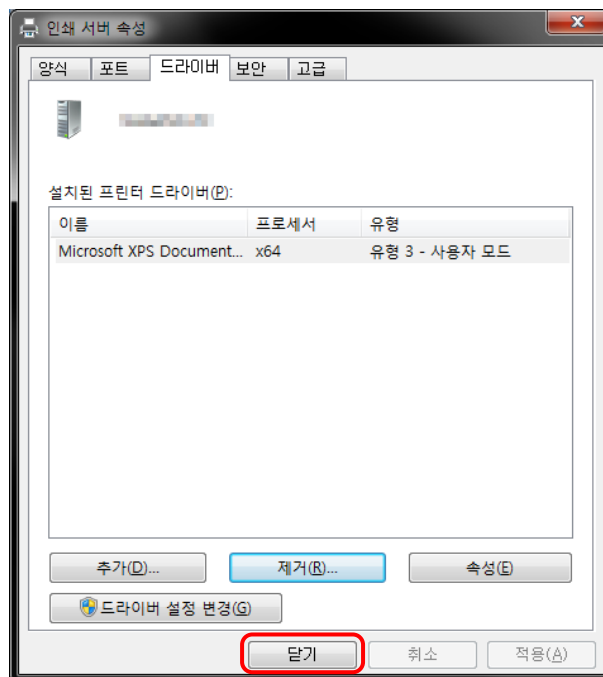 인쇄 서버 속성
양식 포트 드라이버 보안 고급
설치된 프린터 드라이버(P):
이름 프로세서 유형
Microsoft XPS Document... x64 유형 3 - 사용자 모드
추가(D)... 제거(R)... 속성(E)
드라이버 설정 변경(G)
닫기 취소 적용(A)